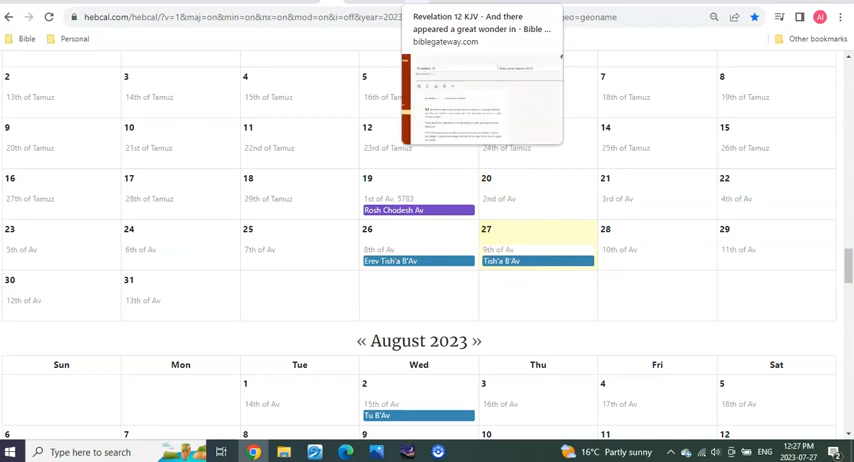 hebcal.com/hebcal/?v=1&maj=on&min=on&nx=on&mod=on&i=off&year=202
geo=geoname
Bible
Personal
Other bookmarks
Revelation 12 KJV - And there
appeared a great wonder in - Bible ...
biblegateway.com
2 3 4 5 7 8
13th of Tamuz 14th of Tamuz 15th of Tamuz 16th of Tam 18th of Tamuz 19th of Tamuz
9 10 11 12 14 15
20th of Tamuz 21st of Tamuz 22nd of Tamuz 23rd of Tamuz 24th of Tamuz 25th of Tamuz 26th of Tamuz
16 17 18 19 20 21 22
27th of Tamuz 28th of Tamuz 29th of Tamuz 1st of Av, 5783 2nd of Av 3rd of Av 4th of Av
Rosh Chodesh Av
23 24 25 26 27 28 29
5th of Av 6th of Av 7th of Av 8th of Av 9th of Av 10th of Av 11th of Av
Erev Tish'a B'Av Tish'a B'Av
30 31
12th of Av 13th of Av
« August 2023 »
Sun Mon Tue Wed Thu Fri Sat
1 2 3 4 5
14th of Av 15th of Av 16th of Av 17th of Av 18th of Av
Tu B'Av
6 7 8 9 10 11 12
Type here to search
16°C Partly sunny
ENG
12:27 PM
2023-07-27
2
AI